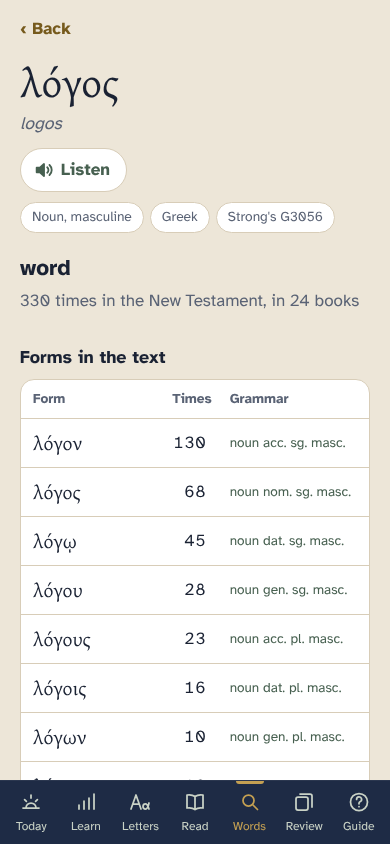 ‹ Back
λόγος
logos
Listen
Noun, masculine Greek Strong's G3056
word
330 times in the New Testament, in 24 books
Forms in the text
Form Times Grammar
λόγον 130 noun acc. sg. masc.
λόγος 68 noun nom. sg. masc.
λόγῳ 45 noun dat. sg. masc.
λόγου 28 noun gen. sg. masc.
λόγους 23 noun acc. pl. masc.
λόγοις 16 noun dat. pl. masc.
λόγων 10 noun gen. pl. masc.
Today Learn Letters Read Words Review Guide